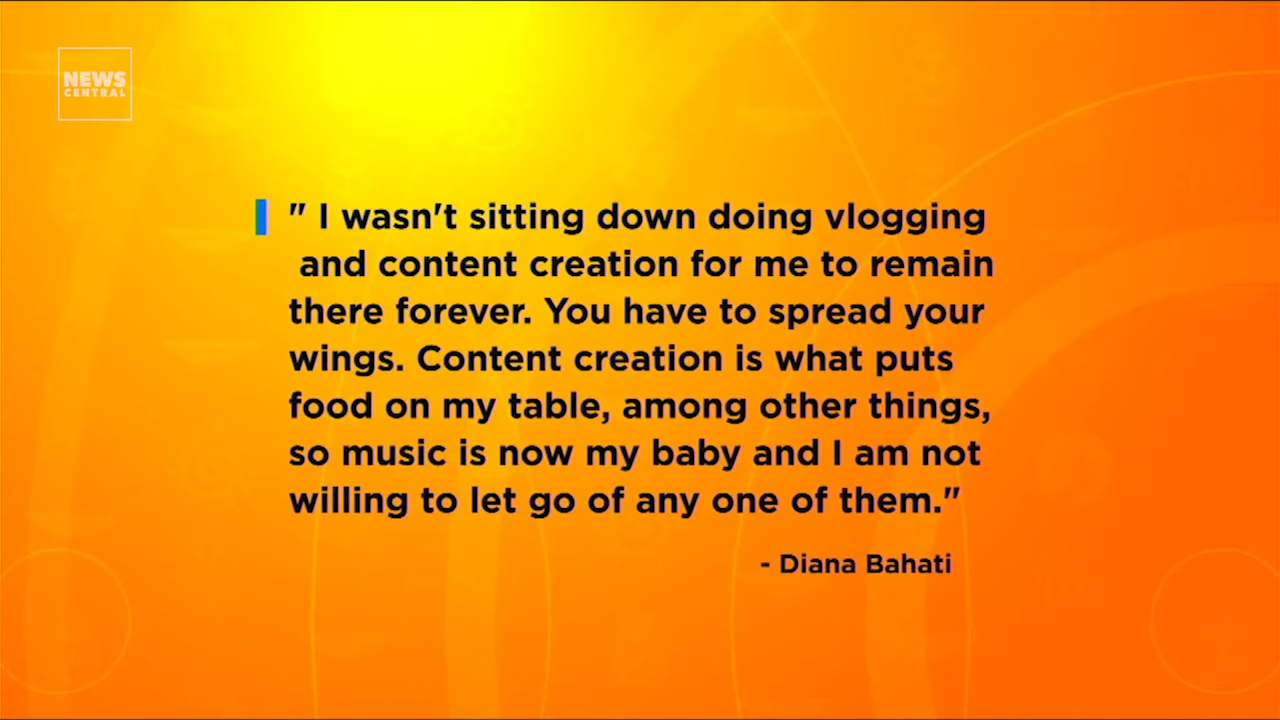 NEWS
CENTRAL
" I wasn't sitting down doing vlogging
and content creation for me to remain
there forever. You have to spread your
wings. Content creation is what puts
food on my table, among other things,
so music is now my baby and I am not
willing to let go of any one of them."
- Diana Bahati